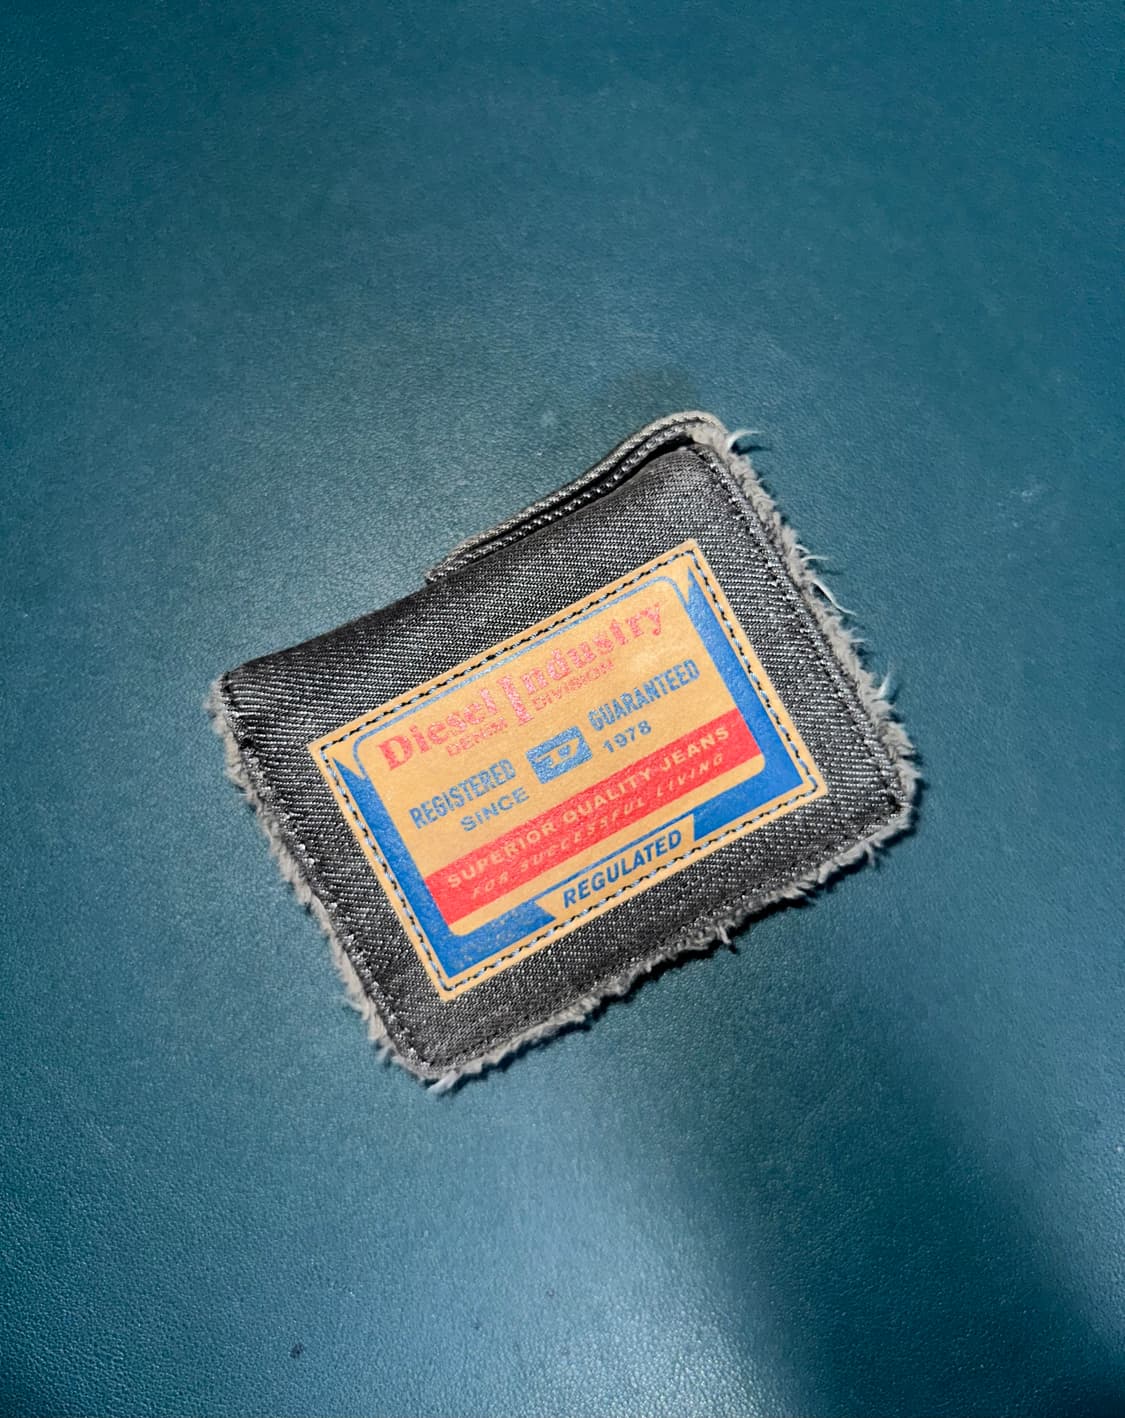 Diesel Industry
DENIM DIVISION
REGISTERED GUARANTEED
SINCE 1978
SUPERIOR QUALITY JEANS
FOR SUCCESSFUL LIVING
REGULATED